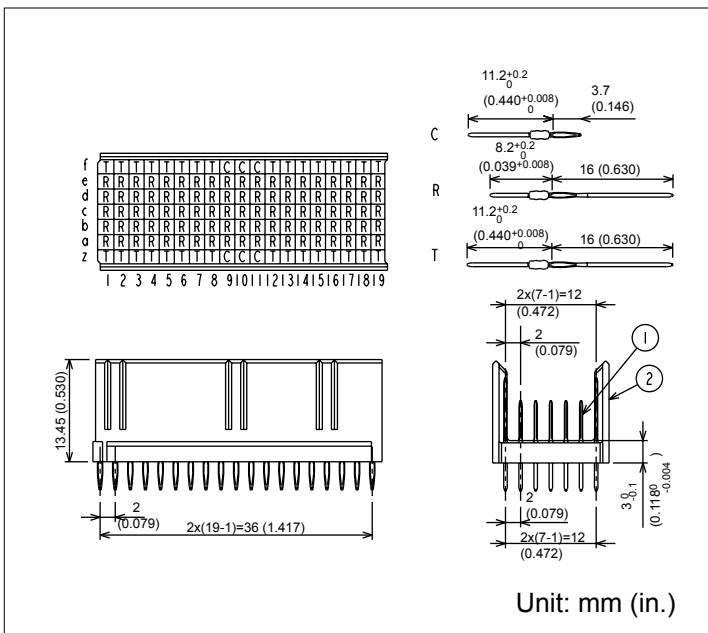 11.2+0.2 0
(0.440+0.008 0)
3.7
(0.146)
C
8.2+0.2 0
(0.039+0.008)
16 (0.630)
R
11.2+0.2 0
(0.440+0.008 0)
16 (0.630)
T
f T T T T T T T T C C C T T T T T T T T
e R R R R R R R R R R R R R R R R R R R
d R R R R R R R R R R R R R R R R R R R
c R R R R R R R R R R R R R R R R R R R
b R R R R R R R R R R R R R R R R R R R
a R R R R R R R R R R R R R R R R R R R
z T T T T T T T T C C C T T T T T T T T
1 2 3 4 5 6 7 8 9 10 11 12 13 14 15 16 17 18 19
2x(7-1)=12
(0.472)
2
(0.079)
1
2
13.45 (0.530)
2
(0.079)
2x(19-1)=36 (1.417)
2
(0.079)
2x(7-1)=12
(0.472)
3 0 -0.1
(0.118 0 -0.004)
Unit: mm (in.)